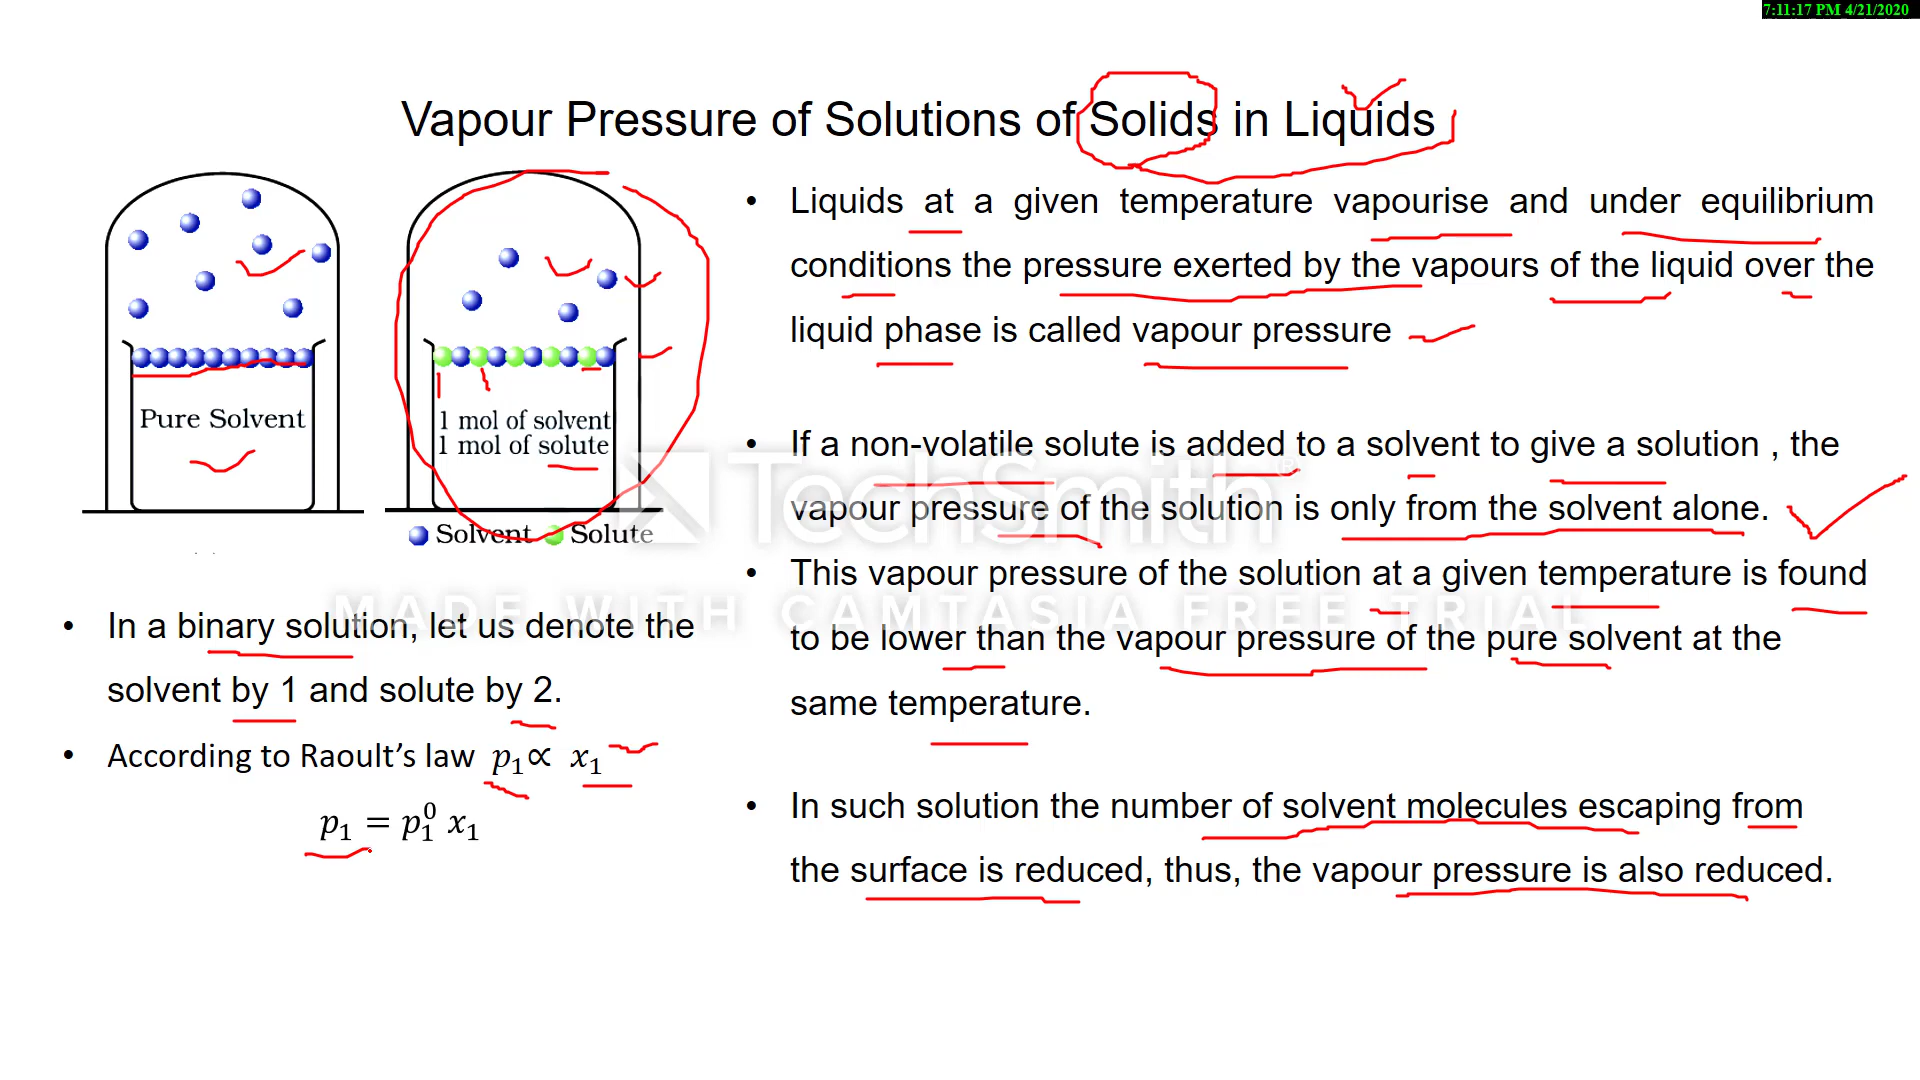 7:11:17 PM 4/21/2020
Vapour Pressure of Solutions of Solids in Liquids
Pure Solvent
1 mol of solvent
1 mol of solute
Solvent Solute
• In a binary solution, let us denote the
solvent by 1 and solute by 2.
• According to Raoult’s law p₁∝ x₁
p₁ = p₁⁰ x₁
• Liquids at a given temperature vapourise and under equilibrium
conditions the pressure exerted by the vapours of the liquid over the
liquid phase is called vapour pressure
• If a non-volatile solute is added to a solvent to give a solution , the
vapour pressure of the solution is only from the solvent alone.
• This vapour pressure of the solution at a given temperature is found
to be lower than the vapour pressure of the pure solvent at the
same temperature.
• In such solution the number of solvent molecules escaping from
the surface is reduced, thus, the vapour pressure is also reduced.
TechSmith®
MADE WITH CAMTASIA FREE TRIAL